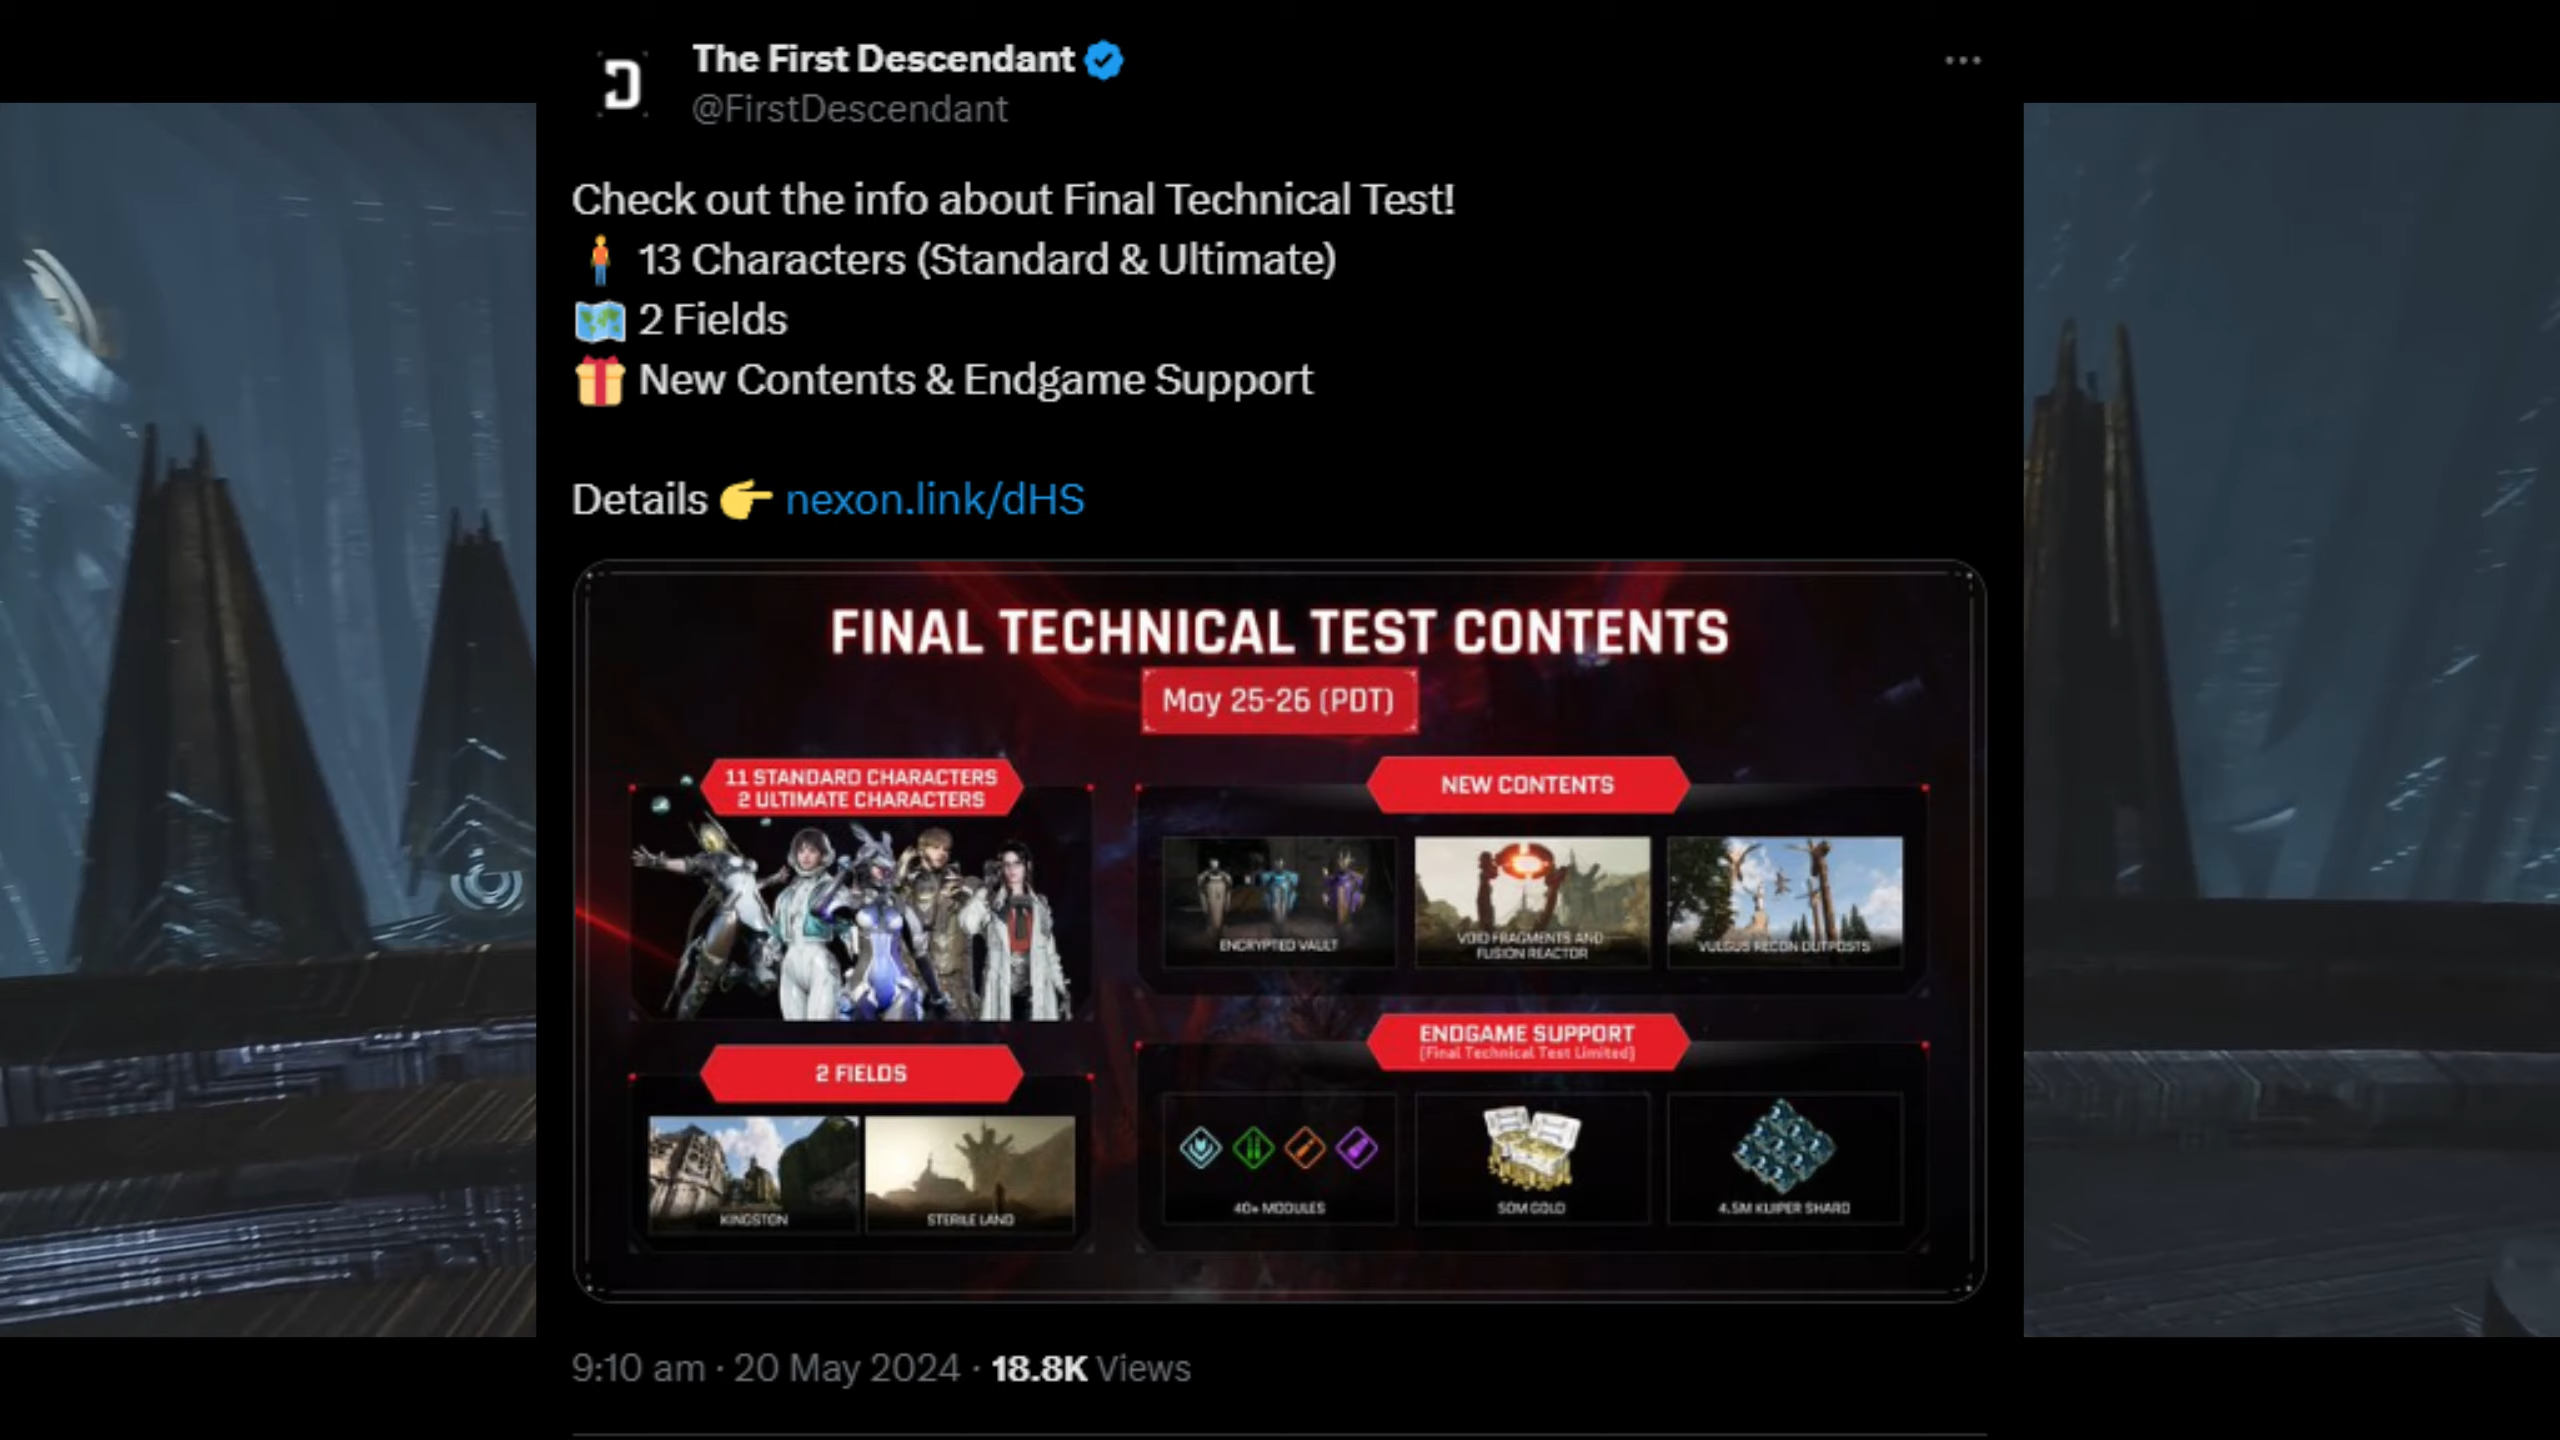 The First Descendant
@FirstDescendant
Check out the info about Final Technical Test!
13 Characters (Standard & Ultimate)
2 Fields
New Contents & Endgame Support
Details 👉 nexon.link/dHS
FINAL TECHNICAL TEST CONTENTS
May 25-26 (PDT)
11 STANDARD CHARACTERS
2 ULTIMATE CHARACTERS
NEW CONTENTS
ENCRYPTED VAULT
VOID FRAGMENTS AND
FUSION REACTOR
VULGUS RECON OUTPOSTS
2 FIELDS
KINGSTON
STERILE LAND
ENDGAME SUPPORT
[Final Technical Test Limited]
40+ MODULES
50M GOLD
4.5M KUIPER SHARD
9:10 am · 20 May 2024 · 18.8K Views